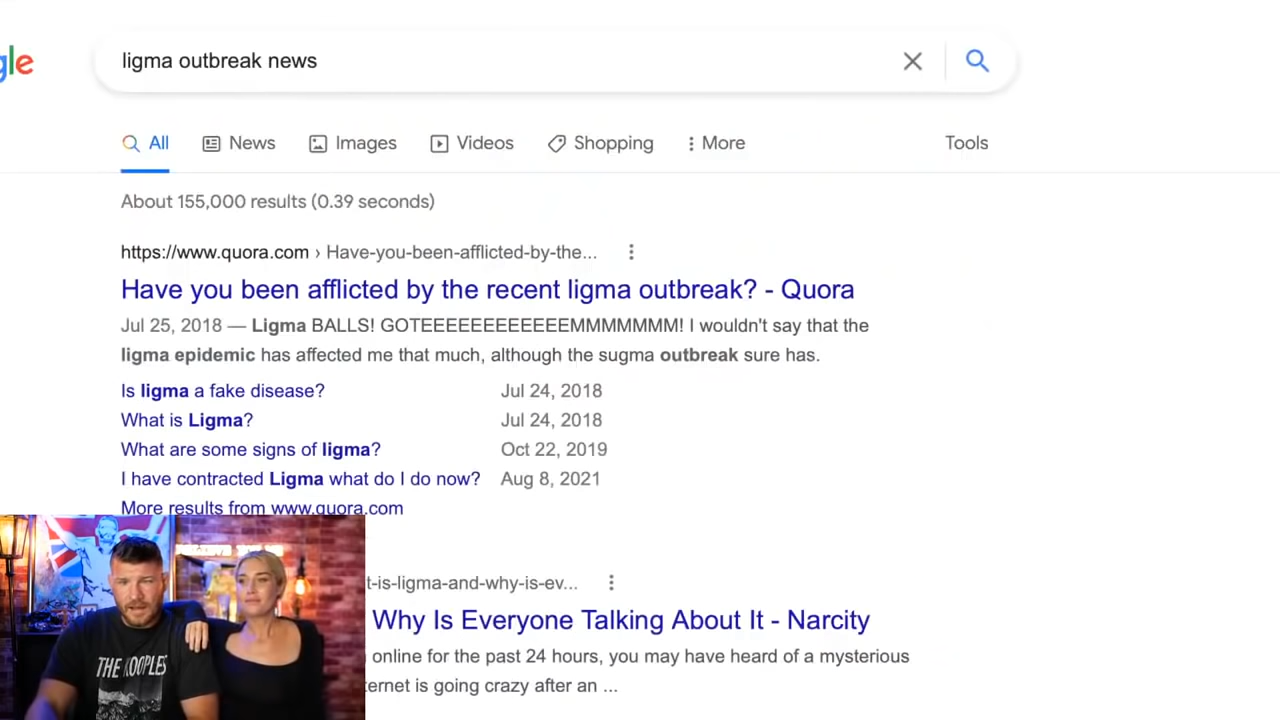 gle
ligma outbreak news
All News Images Videos Shopping More Tools
About 155,000 results (0.39 seconds)
https://www.quora.com › Have-you-been-afflicted-by-the...
Have you been afflicted by the recent ligma outbreak? - Quora
Jul 25, 2018 — Ligma BALLS! GOTEEEEEEEEEEEMMMMMMM! I wouldn't say that the
ligma epidemic has affected me that much, although the sugma outbreak sure has.
Is ligma a fake disease? Jul 24, 2018
What is Ligma? Jul 24, 2018
What are some signs of ligma? Oct 22, 2019
I have contracted Ligma what do I do now? Aug 8, 2021
More results from www.quora.com
t-is-ligma-and-why-is-ev...
Why Is Everyone Talking About It - Narcity
online for the past 24 hours, you may have heard of a mysterious
ternet is going crazy after an ...
THE KOOPLES